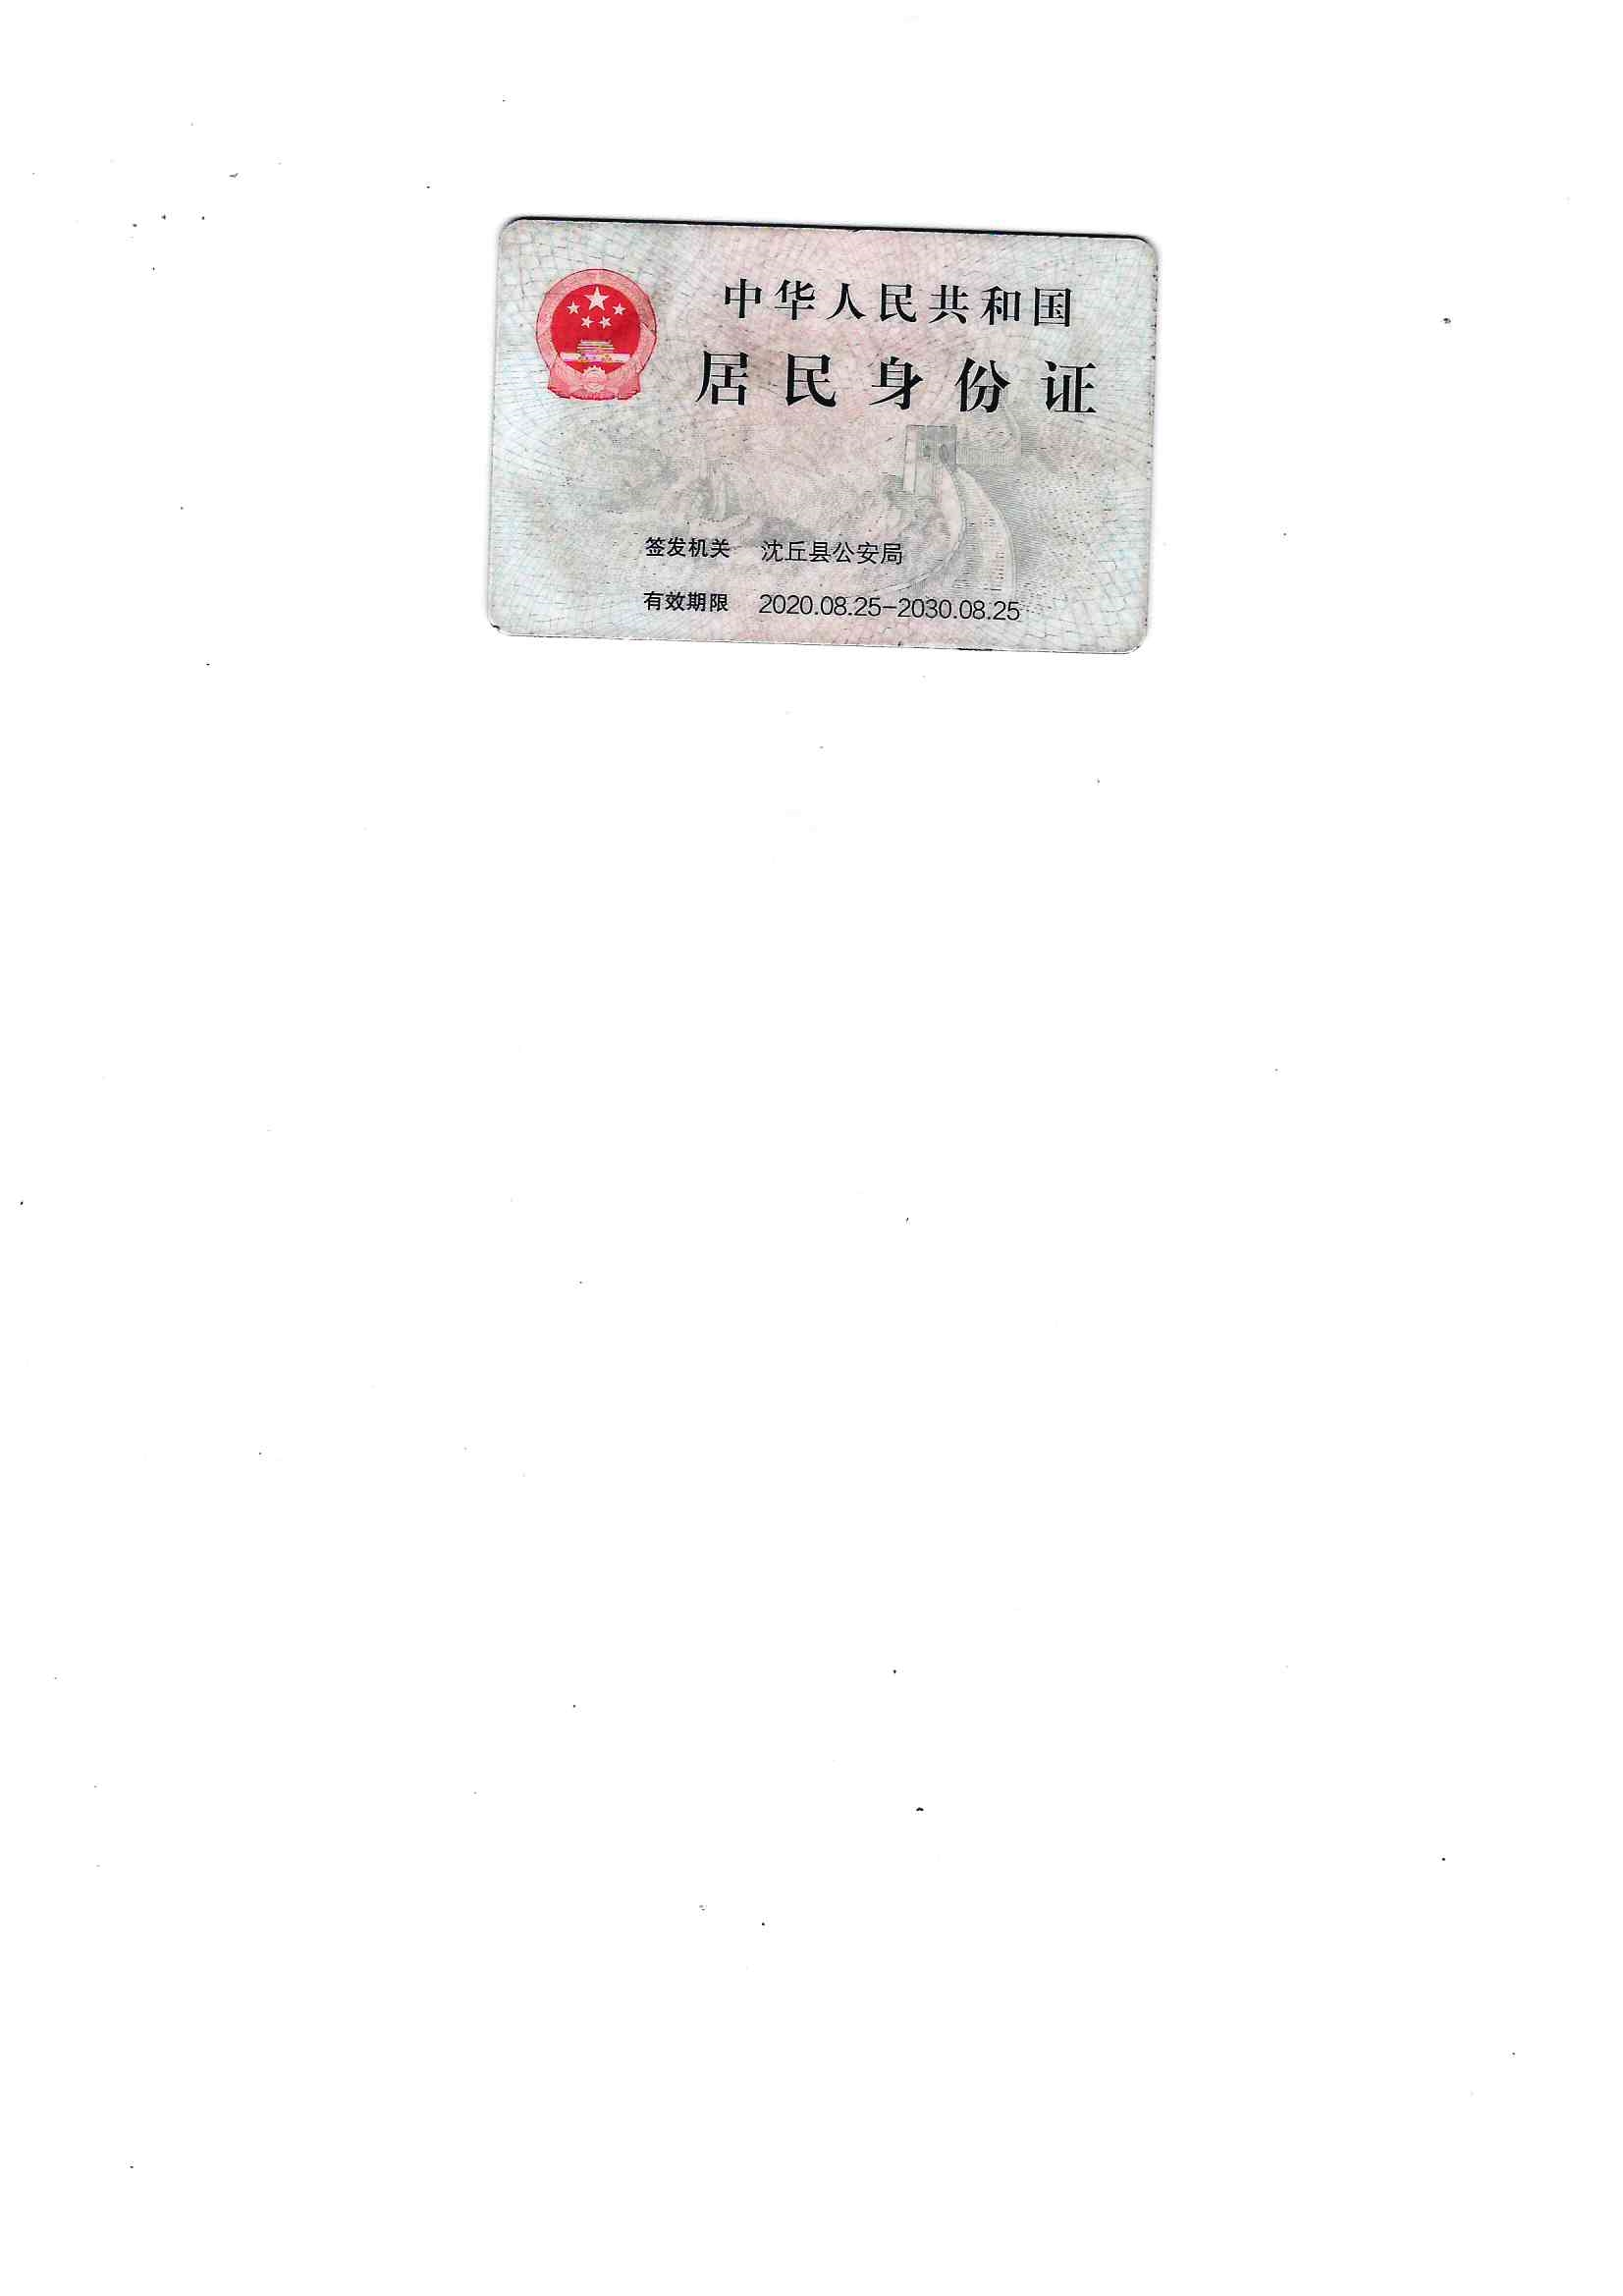 中华人民共和国
居民身份证
签发机关 沈丘县公安局
有效期限 2020.08.25-2030.08.25